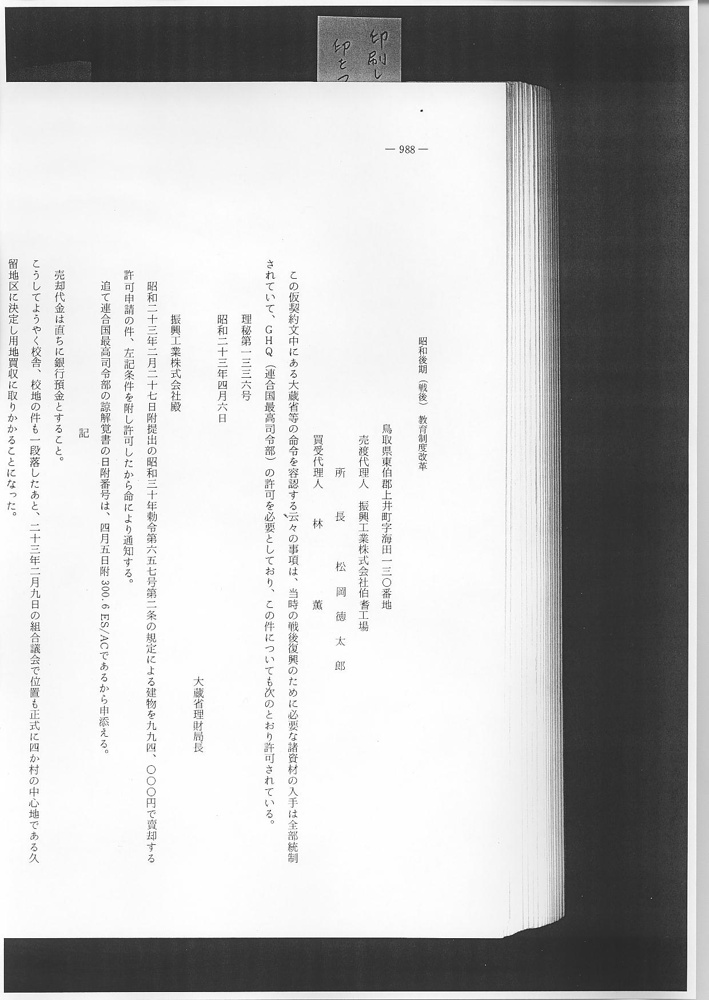 印刷し
印をつ
— 988 —
昭和後期（戦後） 教育制度改革
鳥取県東伯郡上井町字海田一三〇番地
売渡代理人 振興工業株式会社伯耆工場
所長 松岡徳太郎
買受代理人 林 薫
この仮契約文中にある大蔵省等の命令を容認する云々の事項は、当時の戦後復興のために必要な諸資材の入手は全部統制
されていて、GHQ（連合国最高司令部）の許可を必要としており、この件についても次のとおり許可されている。
理秘第一三三六号
昭和二十三年四月六日
大蔵省理財局長
振興工業株式会社殿
昭和二十三年二月二十七日附提出の昭和三十年勅令第六五七号第二条の規定による建物を九九四、〇〇〇円で賣却する
許可申請の件、左記条件を附し許可したから命により通知する。
追て連合国最高司令部の諒解覚書の日附番号は、四月五日附 300.6 ES/ACであるから申添える。
記
売却代金は直ちに銀行預金とすること。
こうしてようやく校舎、校地の件も一段落したあと、二十三年二月九日の組合議会で位置も正式に四か村の中心地である久
留地区に決定し用地買収に取りかかることになった。